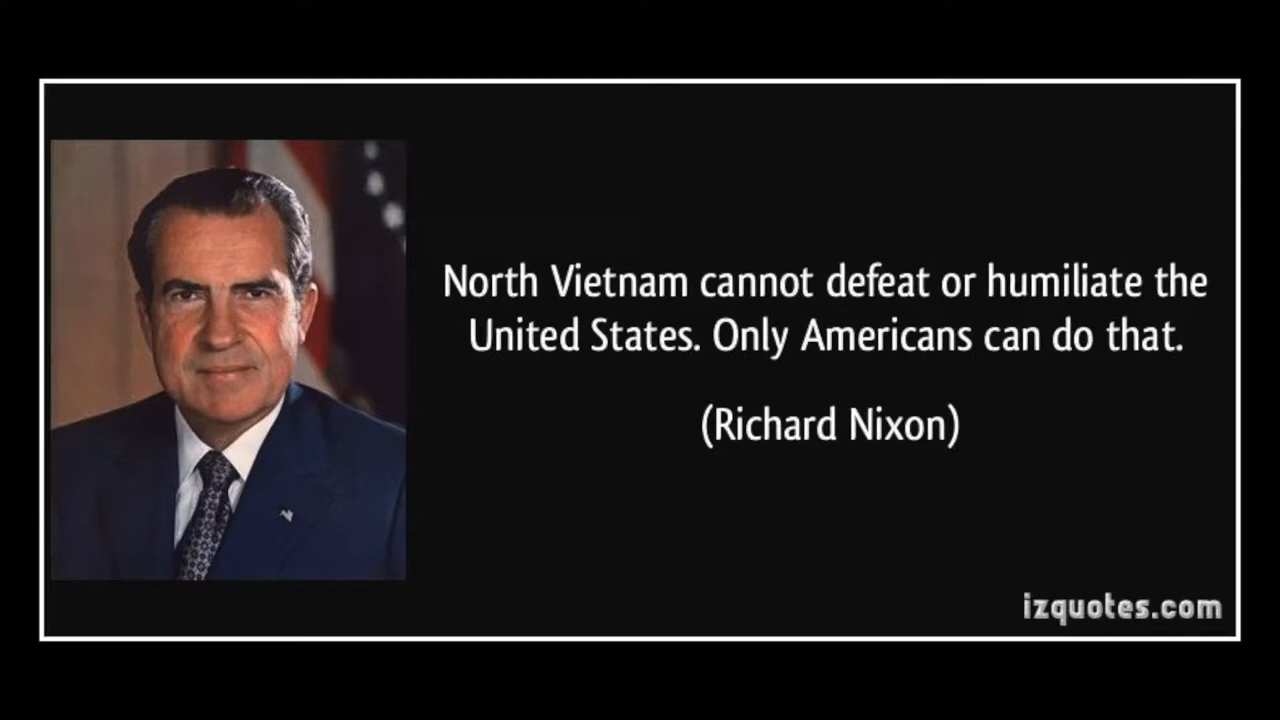 North Vietnam cannot defeat or humiliate the
United States. Only Americans can do that.
(Richard Nixon)
izquotes.com